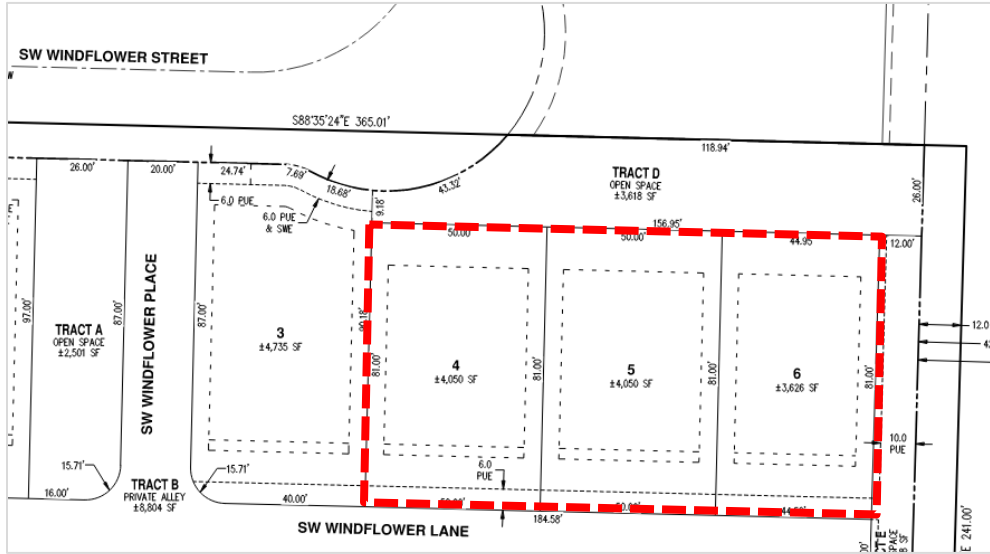 SW WINDFLOWER STREET
S88°35'24"E 365.01'
118.94'
26.00'
20.00'
24.74'
7.69'
18.68'
43.32'
TRACT D
OPEN SPACE
±3,618 SF
26.00'
6.0 PUE
6.0 PUE
& SWE
9.18'
156.95'
50.00'
50.00'
44.95'
12.00'
97.00'
TRACT A
OPEN SPACE
±2,501 SF
87.00'
SW WINDFLOWER PLACE
87.00'
3
±4,735 SF
90.18'
81.00'
4
±4,050 SF
81.00'
5
±4,050 SF
81.00'
6
±3,626 SF
81.00'
12.0
10.0
PUE
15.71'
15.71'
6.0
PUE
16.00'
TRACT B
PRIVATE ALLEY
±8,804 SF
40.00'
50.00'
184.58'
50.00'
SW WINDFLOWER LANE
E 241.00'